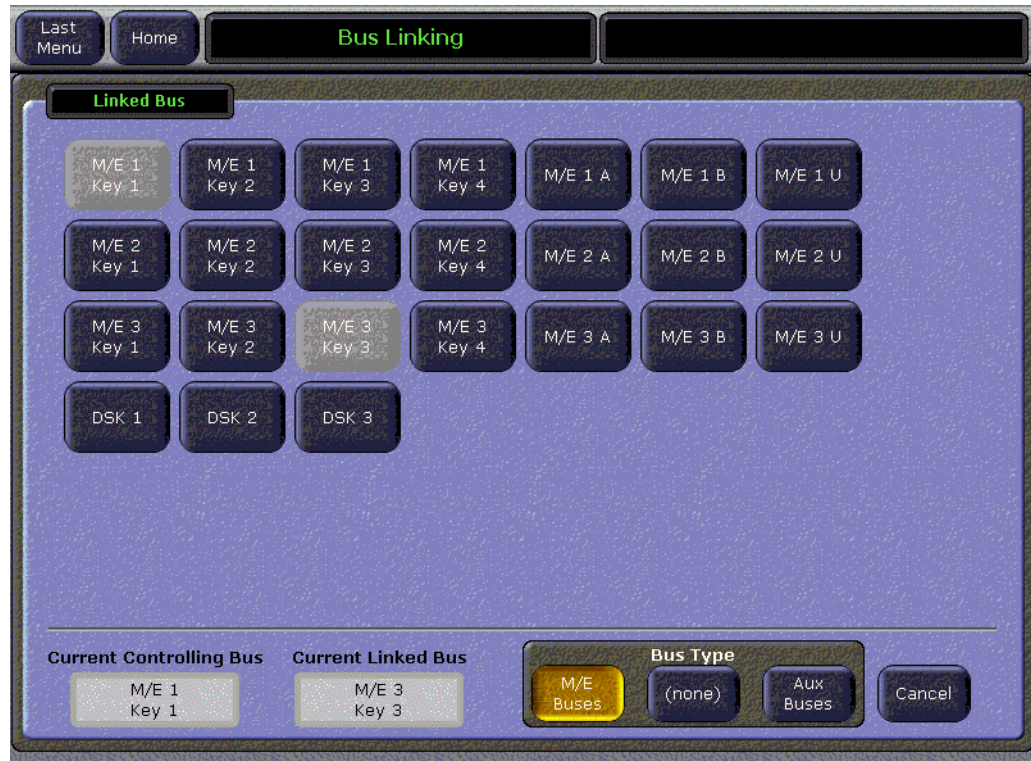 Last
Menu
Home
Bus Linking
Linked Bus
M/E 1
Key 1
M/E 1
Key 2
M/E 1
Key 3
M/E 1
Key 4
M/E 1 A
M/E 1 B
M/E 1 U
M/E 2
Key 1
M/E 2
Key 2
M/E 2
Key 3
M/E 2
Key 4
M/E 2 A
M/E 2 B
M/E 2 U
M/E 3
Key 1
M/E 3
Key 2
M/E 3
Key 3
M/E 3
Key 4
M/E 3 A
M/E 3 B
M/E 3 U
DSK 1
DSK 2
DSK 3
Current Controlling Bus
M/E 1
Key 1
Current Linked Bus
M/E 3
Key 3
Bus Type
M/E
Buses
(none)
Aux
Buses
Cancel